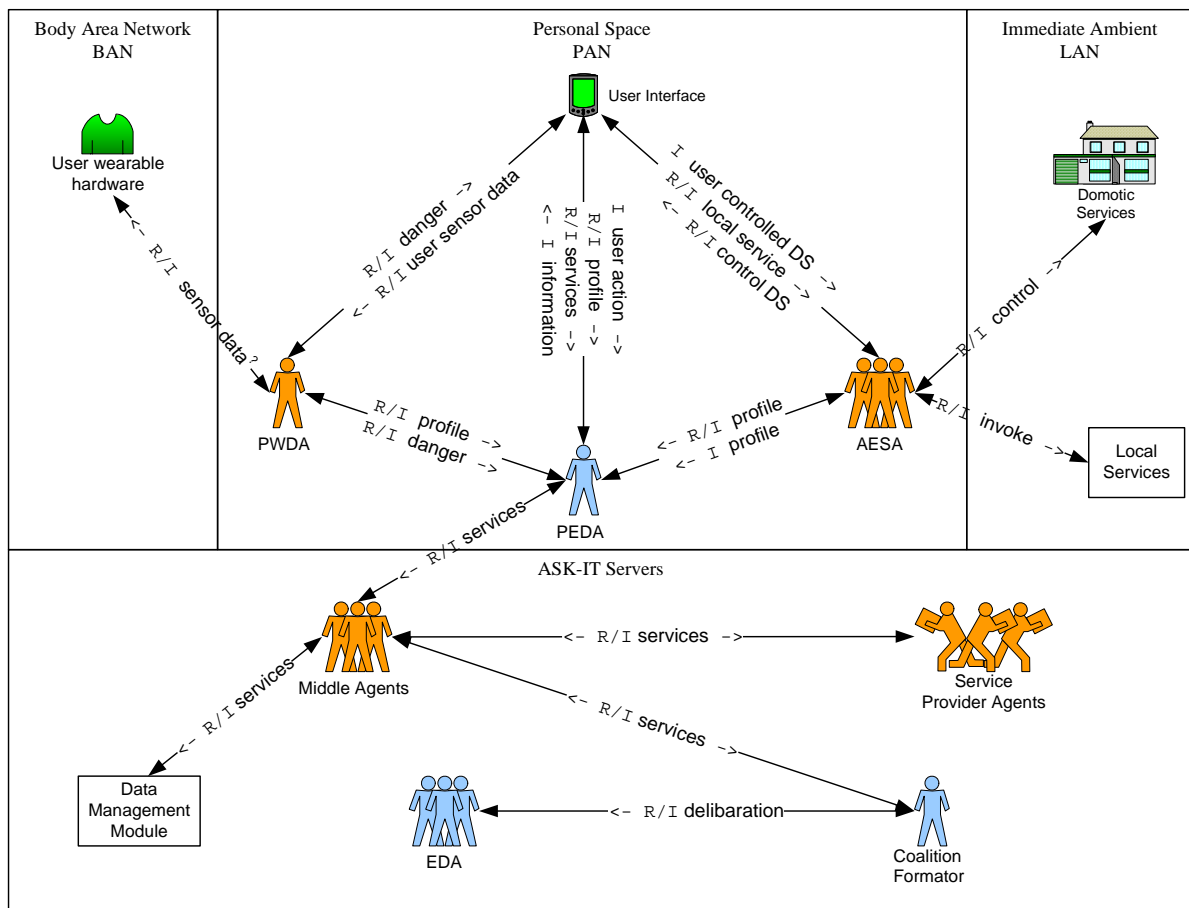 Body Area Network
BAN
Personal Space
PAN
Immediate Ambient
LAN
User Interface
User wearable
hardware
Domotic
Services
<- R/I sensor data?
R/I danger ->
<- R/I user sensor data
I user action ->
R/I profile ->
R/I services ->
<- I information
I user controlled DS ->
R/I local service ->
<- R/I control DS
R/I control ->
R/I invoke ->
Local
Services
PWDA
R/I profile ->
R/I danger ->
<- R/I profile
<- I profile
AESA
PEDA
<- R/I services
ASK-IT Servers
Middle Agents
<- R/I services ->
Service
Provider Agents
<- R/I services
<- R/I services ->
Data
Management
Module
EDA
<- R/I delibaration
Coalition
Formator